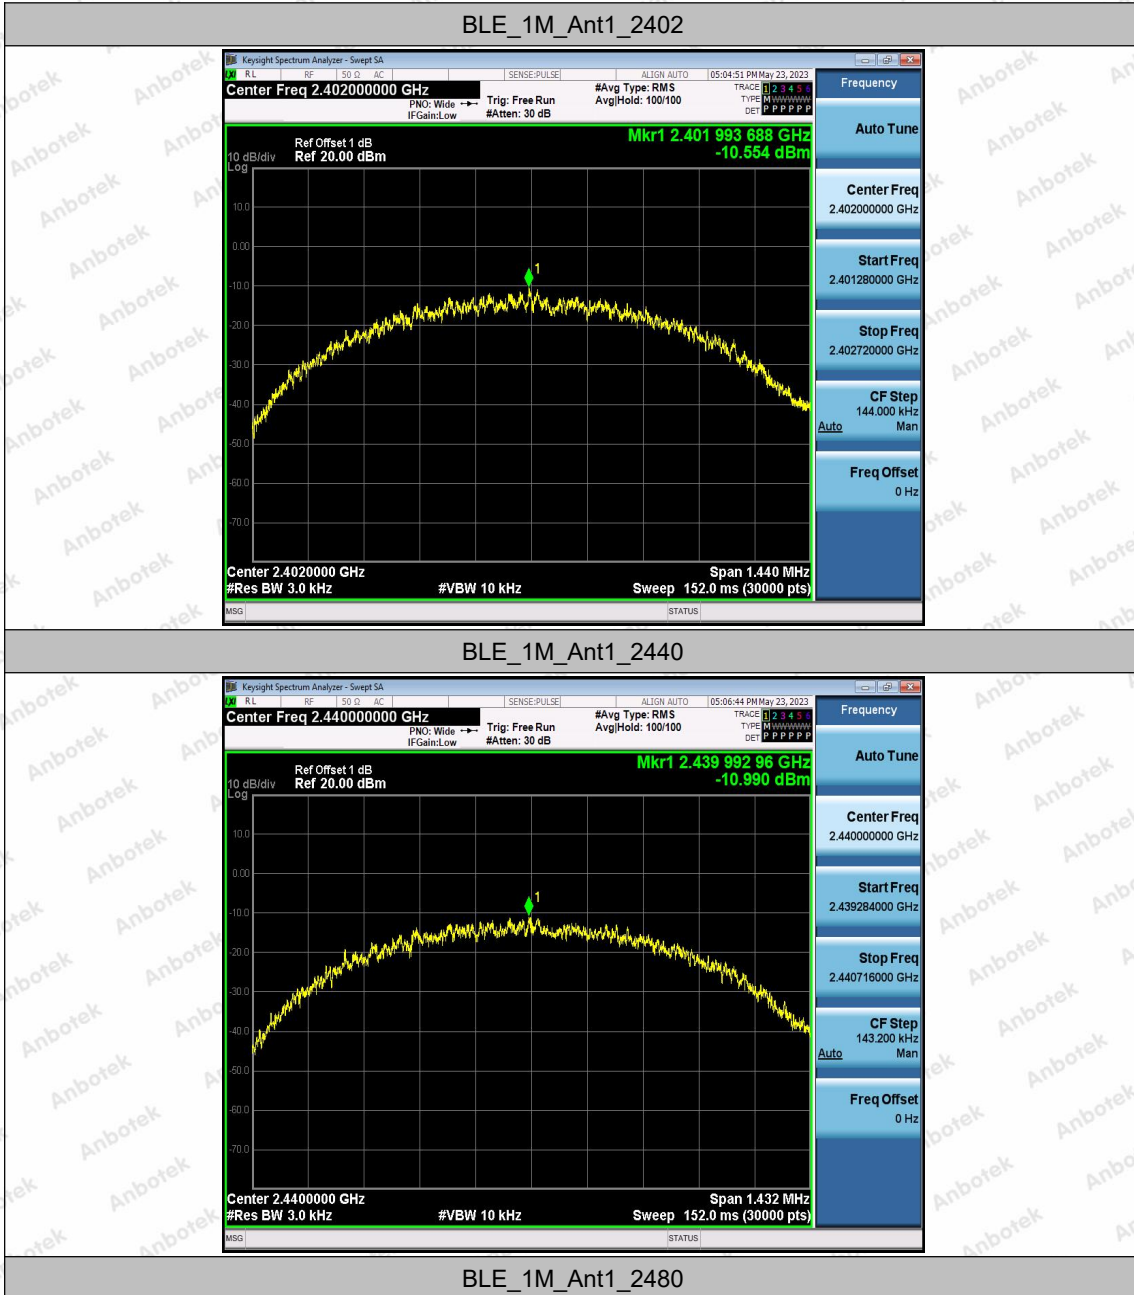 BLE_1M_Ant1_2402
Keysight Spectrum Analyzer - Swept SA
LXI RL RF 50 Ω AC SENSE:PULSE ALIGN AUTO 05:04:51 PM May 23, 2023
Center Freq 2.402000000 GHz
PNO: Wide
IFGain:Low
Trig: Free Run
#Atten: 30 dB
#Avg Type: RMS
Avg|Hold: 100/100
TRACE 1 2 3 4 5 6
TYPE M W W W W W
DET P P P P P P
Mkr1 2.401 993 688 GHz
-10.554 dBm
Ref Offset 1 dB
10 dB/div Ref 20.00 dBm
Log
10.0
0.00
-10.0
-20.0
-30.0
-40.0
-50.0
-60.0
-70.0
1
Center 2.4020000 GHz Span 1.440 MHz
#Res BW 3.0 kHz #VBW 10 kHz Sweep 152.0 ms (30000 pts)
MSG STATUS
Frequency
Auto Tune
Center Freq
2.402000000 GHz
Start Freq
2.401280000 GHz
Stop Freq
2.402720000 GHz
CF Step
144.000 kHz
Auto Man
Freq Offset
0 Hz
BLE_1M_Ant1_2440
Keysight Spectrum Analyzer - Swept SA
LXI RL RF 50 Ω AC SENSE:PULSE ALIGN AUTO 05:06:44 PM May 23, 2023
Center Freq 2.440000000 GHz
PNO: Wide
IFGain:Low
Trig: Free Run
#Atten: 30 dB
#Avg Type: RMS
Avg|Hold: 100/100
TRACE 1 2 3 4 5 6
TYPE M W W W W W
DET P P P P P P
Mkr1 2.439 992 96 GHz
-10.990 dBm
Ref Offset 1 dB
10 dB/div Ref 20.00 dBm
Log
10.0
0.00
-10.0
-20.0
-30.0
-40.0
-50.0
-60.0
-70.0
1
Center 2.4400000 GHz Span 1.432 MHz
#Res BW 3.0 kHz #VBW 10 kHz Sweep 152.0 ms (30000 pts)
MSG STATUS
Frequency
Auto Tune
Center Freq
2.440000000 GHz
Start Freq
2.439284000 GHz
Stop Freq
2.440716000 GHz
CF Step
143.200 kHz
Auto Man
Freq Offset
0 Hz
BLE_1M_Ant1_2480
Anbotek